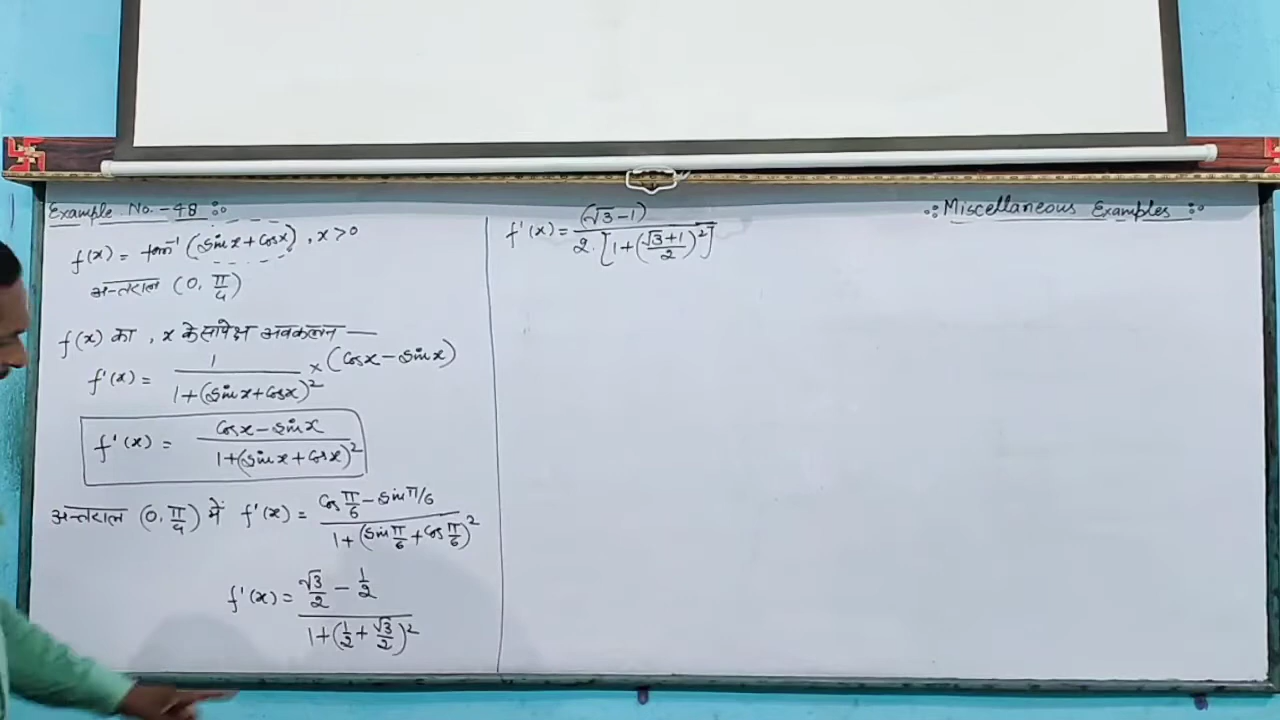 Example No. - 48 :-
f(x) = tan⁻¹ (sin x + cos x), x > 0
अन्तराल (0, π/4)
f(x) का, x के सापेक्ष अवकलन —
f'(x) = 1/(1+(sin x + cos x)²) × (cos x − sin x)
f'(x) = (cos x − sin x)/(1+(sin x + cos x)²)
अन्तराल (0, π/4) में f'(x) = (cos π/6 − sin π/6)/(1+(sin π/6 + cos π/6)²)
f'(x) = (√3/2 − 1/2)/(1+(1/2 + √3/2)²)
f'(x) = (√3−1)/(2·[1+((√3+1)/2)²])
:: Miscellaneous Examples ::